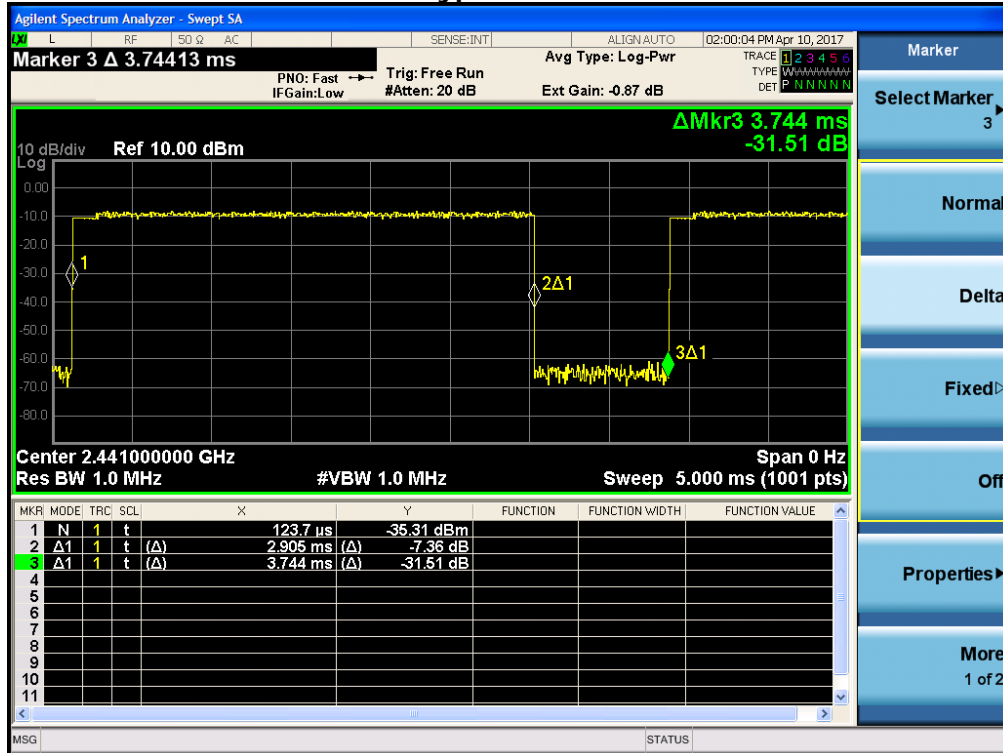 Agilent Spectrum Analyzer - Swept SA
LXI L RF 50 Ω AC SENSE:INT ALIGN AUTO 02:00:04 PM Apr 10, 2017
Marker 3 Δ 3.74413 ms
PNO: Fast
IFGain:Low
Trig: Free Run
#Atten: 20 dB
Avg Type: Log-Pwr
Ext Gain: -0.87 dB
TRACE 1 2 3 4 5 6
TYPE W
DET P N N N N N
ΔMkr3 3.744 ms
-31.51 dB
10 dB/div Ref 10.00 dBm
Log
0.00
-10.0
-20.0
-30.0
-40.0
-50.0
-60.0
-70.0
-80.0
1
2Δ1
3Δ1
Center 2.441000000 GHz Span 0 Hz
Res BW 1.0 MHz #VBW 1.0 MHz Sweep 5.000 ms (1001 pts)
MKR MODE TRC SCL X Y FUNCTION FUNCTION WIDTH FUNCTION VALUE
1 N 1 t 123.7 µs -35.31 dBm
2 Δ1 1 t (Δ) 2.905 ms (Δ) -7.36 dB
3 Δ1 1 t (Δ) 3.744 ms (Δ) -31.51 dB
4
5
6
7
8
9
10
11
MSG STATUS
Marker
Select Marker
3
Normal
Delta
Fixed
Off
Properties
More
1 of 2